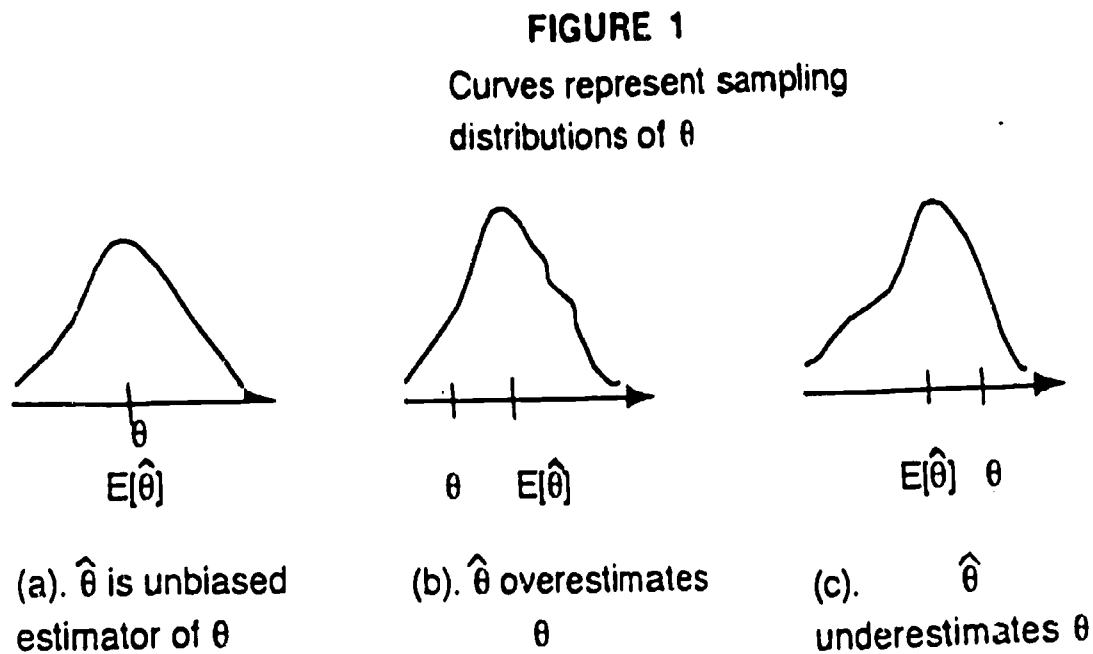 FIGURE 1
Curves represent sampling
distributions of θ
θ
E[θ̂]
θ E[θ̂]
E[θ̂] θ
(a). θ̂ is unbiased
estimator of θ
(b). θ̂ overestimates
θ
(c). θ̂
underestimates θ